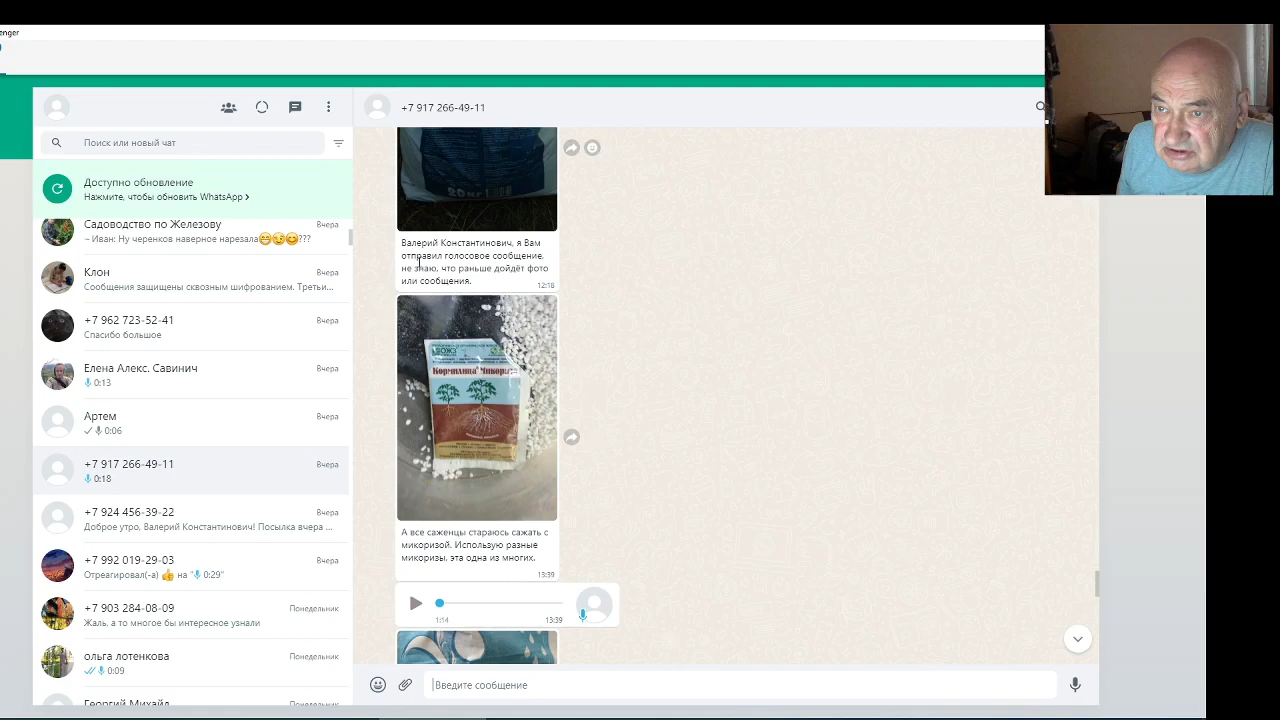 enger
+7 917 266-49-11
Поиск или новый чат
Доступно обновление
Нажмите, чтобы обновить WhatsApp
Садоводство по Железову
Вчера
~ Иван: Ну черенков наверное нарезала😁😉😊???
Клон
Вчера
Сообщения защищены сквозным шифрованием. Третьи...
+7 962 723-52-41
Вчера
Спасибо большое
Елена Алекс. Савинич
Вчера
0:13
Артем
Вчера
0:06
+7 917 266-49-11
Вчера
0:18
+7 924 456-39-22
Вчера
Доброе утро, Валерий Константинович! Посылка вчера ...
+7 992 019-29-03
Вчера
Отреагировал(-а) 👍 на "0:29"
+7 903 284-08-09
Понедельник
Жаль, а то многое бы интересное узнали
ольга лотенкова
Понедельник
0:09
Георгий Михайл
20кг
Валерий Константинович, я Вам
отправил голосовое сообщение,
не знаю, что раньше дойдёт фото
или сообщения.
12:18
ОЖЗ
Кормилица Микориза
А все саженцы стараюсь сажать с
микоризой. Использую разные
микоризы, эта одна из многих.
13:39
1:14
13:39
Введите сообщение